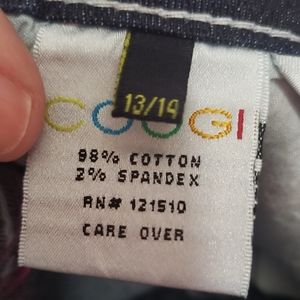 13/14
COOGI
98% COTTON
2% SPANDEX
RN# 121510
CARE OVER